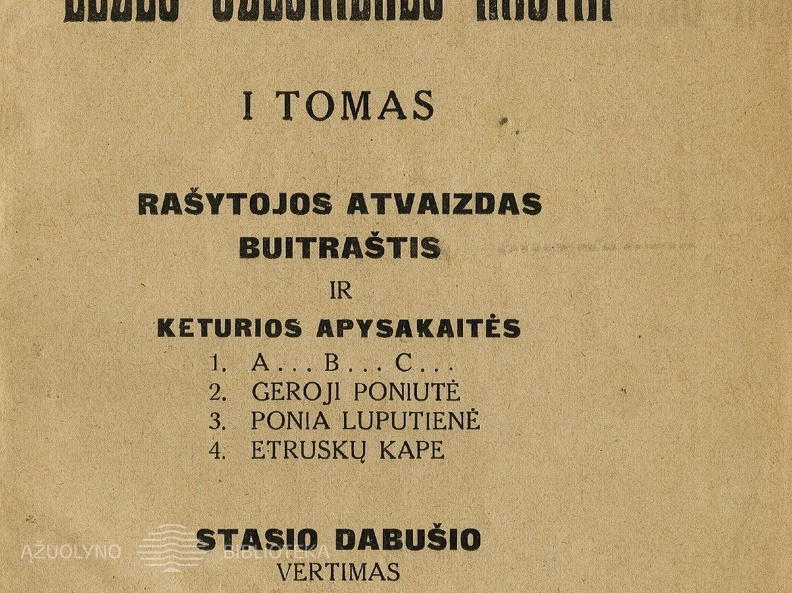 I TOMAS
RAŠYTOJOS ATVAIZDAS
BUITRAŠTIS
IR
KETURIOS APYSAKAITĖS
1. A... B... C...
2. GEROJI PONIUTĖ
3. PONIA LUPUTIENĖ
4. ETRUSKŲ KAPE
STASIO DABUŠIO
ĄŽUOLYNO BIBLIOTEKA
VERTIMAS